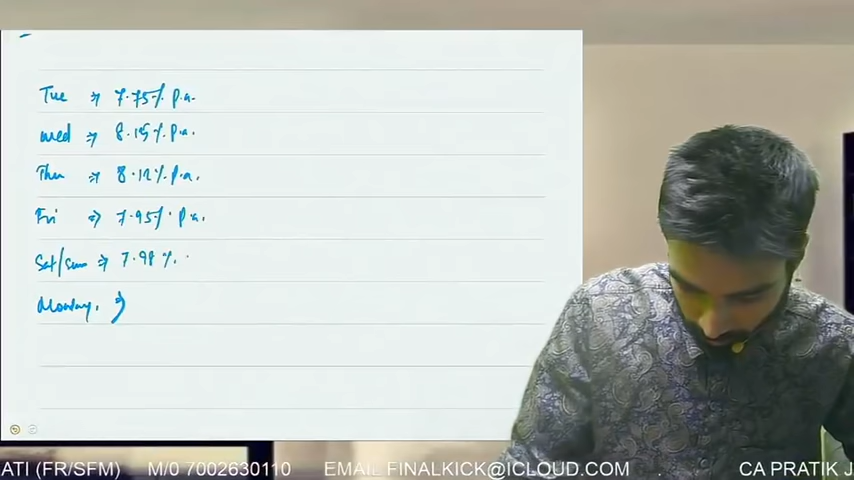 Tue ⇒ 7.75%. p.a.
Wed ⇒ 8.15%. p.a.
Thu ⇒ 8.12%. p.a.
Fri ⇒ 7.95%. p.a.
Sat/Sun ⇒ 7.98%.
Monday. ⇒
ATI (FR/SFM) M/0 7002630110 EMAIL FINALKICK@ICLOUD.COM CA PRATIK J